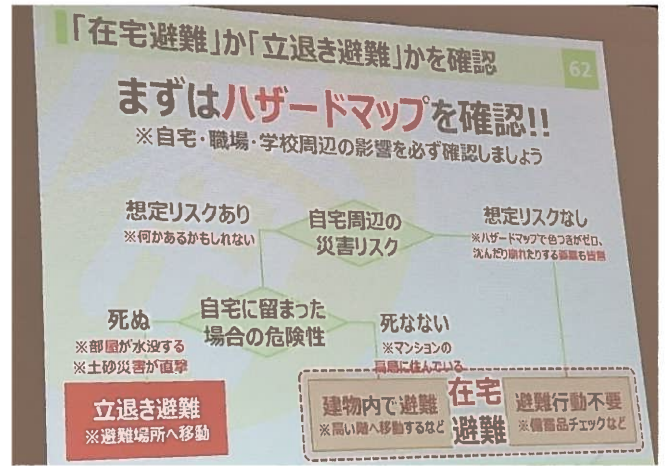 「在宅避難」か「立退き避難」かを確認
62
まずはハザードマップを確認!!
※自宅・職場・学校周辺の影響を必ず確認しましょう
想定リスクあり
※何かあるかもしれない
自宅周辺の
災害リスク
想定リスクなし
※ハザードマップで色つきがゼロ、
沈んだり崩れたりする要素も皆無
死ぬ
※部屋が水没する
※土砂災害が直撃
自宅に留まった
場合の危険性
死なない
※マンションの
高層に住んでいる
立退き避難
※避難場所へ移動
建物内で避難
※高い階へ移動するなど
在宅
避難
避難行動不要
※備蓄品チェックなど